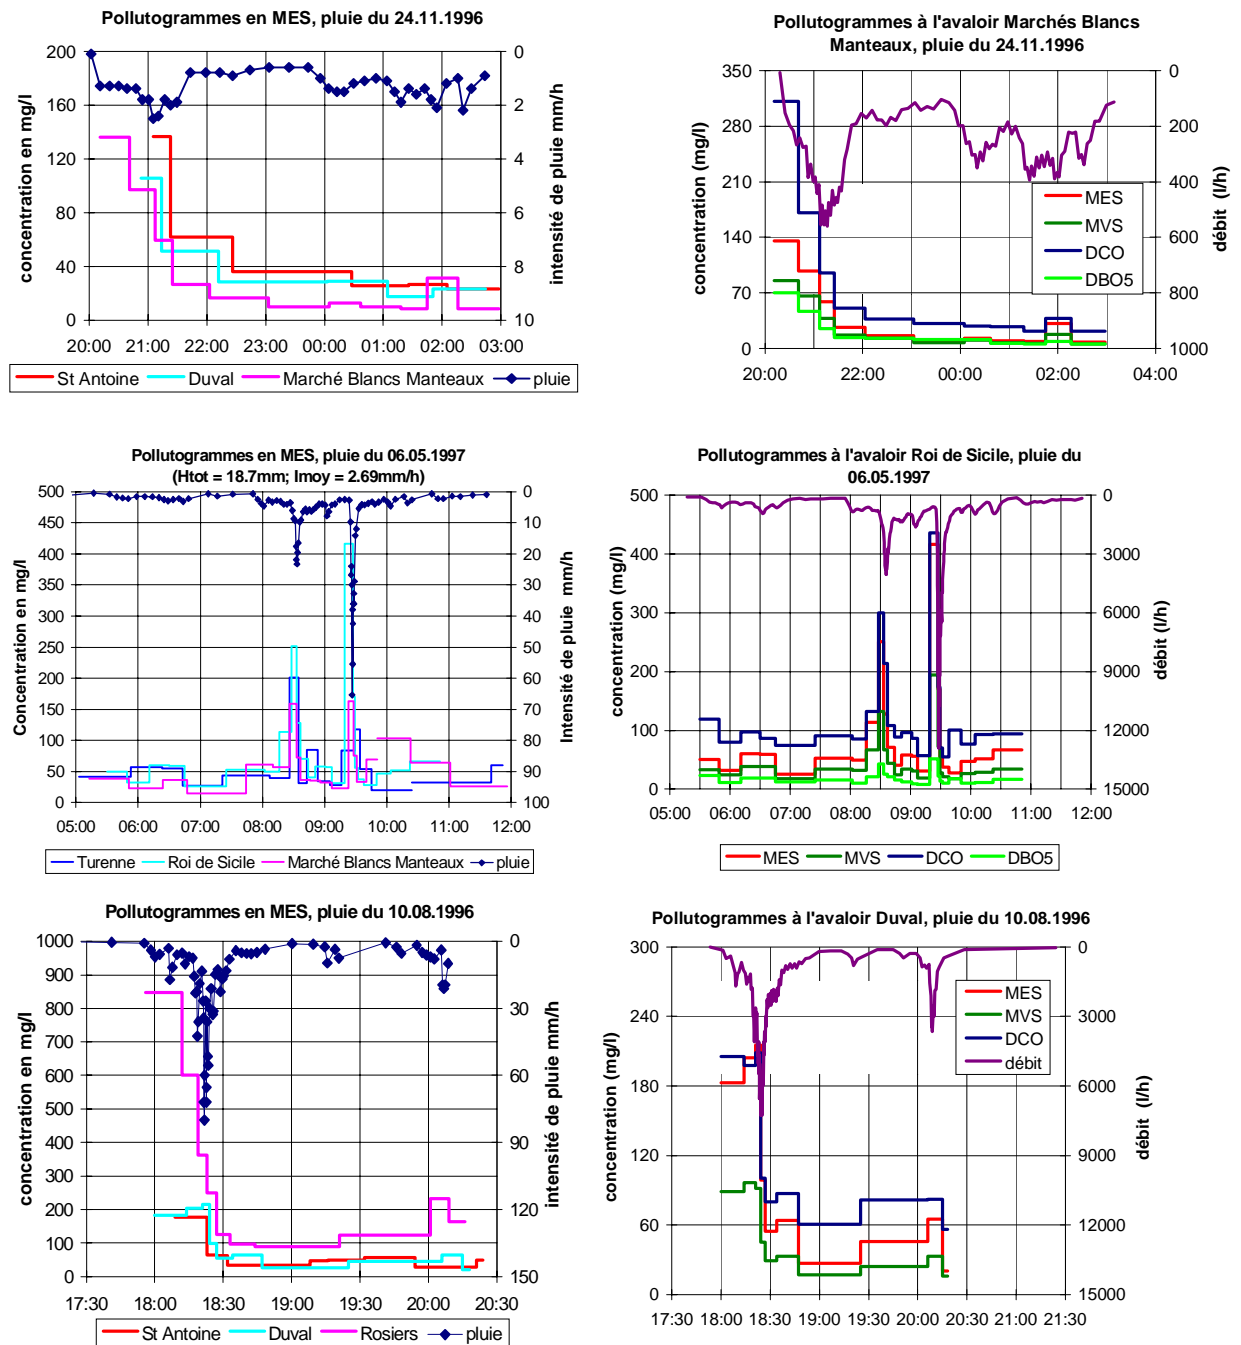 Pollutogrammes en MES, pluie du 24.11.1996
200
160
120
80
40
0
concentration en mg/l
0
2
4
6
8
10
intensité de pluie mm/h
20:00 21:00 22:00 23:00 00:00 01:00 02:00 03:00
St Antoine Duval Marché Blancs Manteaux pluie
Pollutogrammes à l'avaloir Marchés Blancs
Manteaux, pluie du 24.11.1996
350
280
210
140
70
0
concentration (mg/l)
0
200
400
600
800
1000
débit (l/h)
MES
MVS
DCO
DBO5
20:00 22:00 00:00 02:00 04:00
Pollutogrammes en MES, pluie du 06.05.1997
(Htot = 18.7mm; Imoy = 2.69mm/h)
500
450
400
350
300
250
200
150
100
50
0
Concentration en mg/l
0
10
20
30
40
50
60
70
80
90
100
Intensité de pluie mm/h
05:00 06:00 07:00 08:00 09:00 10:00 11:00 12:00
Turenne Roi de Sicile Marché Blancs Manteaux pluie
Pollutogrammes à l'avaloir Roi de Sicile, pluie du
06.05.1997
500
400
300
200
100
0
concentration (mg/l)
0
3000
6000
9000
12000
15000
débit (l/h)
05:00 06:00 07:00 08:00 09:00 10:00 11:00 12:00
MES MVS DCO DBO5
Pollutogrammes en MES, pluie du 10.08.1996
1000
900
800
700
600
500
400
300
200
100
0
concentration en mg/l
0
30
60
90
120
150
intensité de pluie mm/h
17:30 18:00 18:30 19:00 19:30 20:00 20:30
St Antoine Duval Rosiers pluie
Pollutogrammes à l'avaloir Duval, pluie du 10.08.1996
300
240
180
120
60
0
concentration (mg/l)
0
3000
6000
9000
12000
15000
débit (l/h)
MES
MVS
DCO
débit
17:30 18:00 18:30 19:00 19:30 20:00 20:30 21:00 21:30